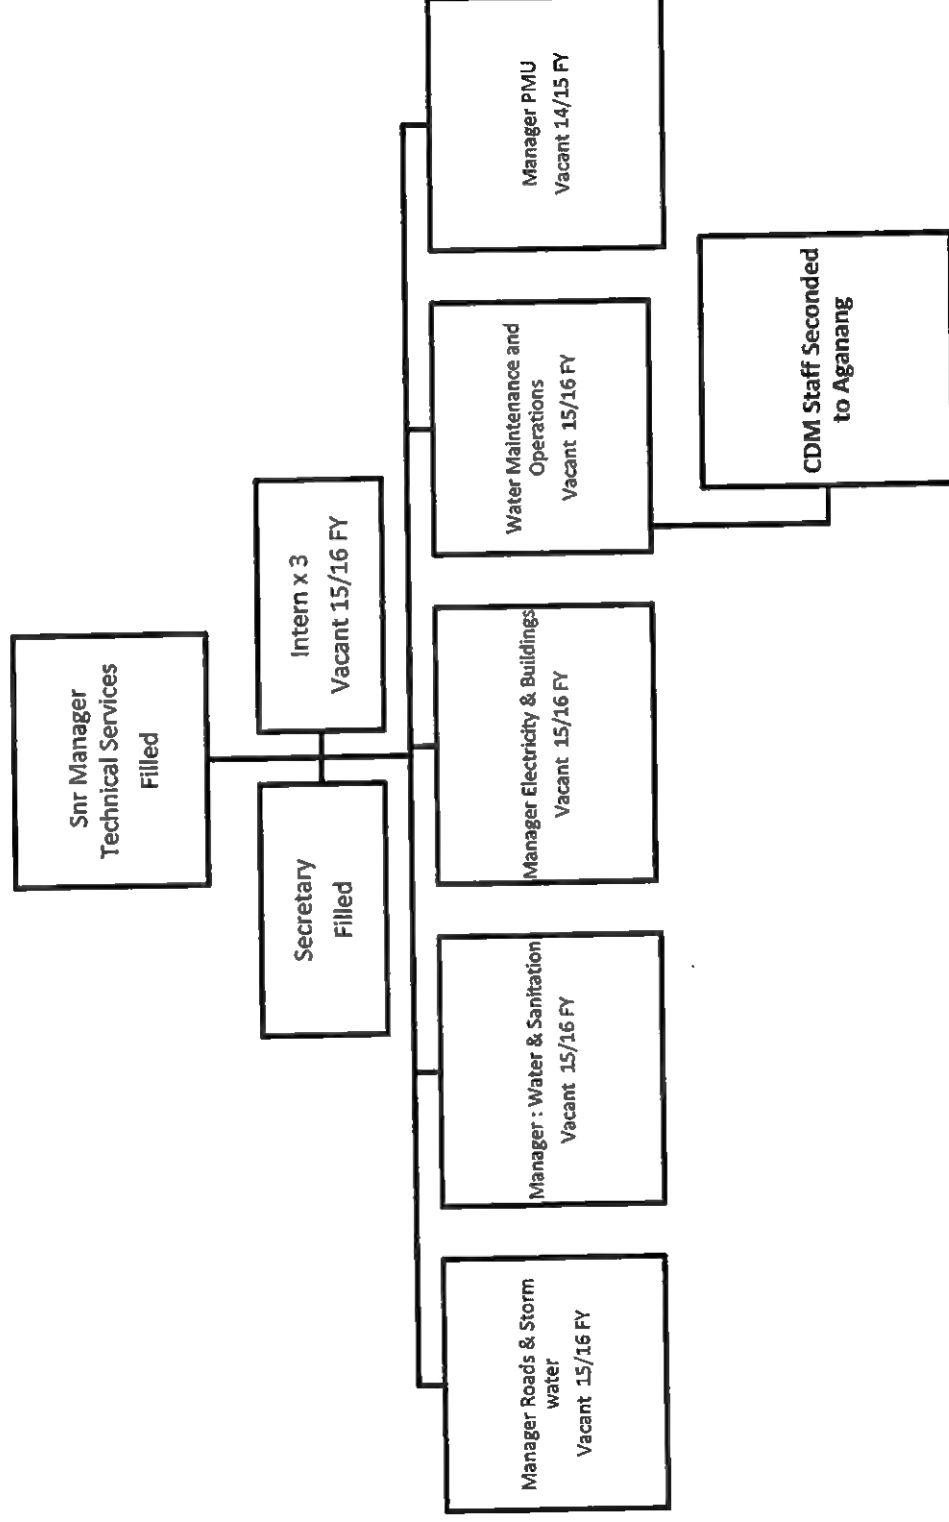 Snr Manager
Technical Services
Filled
Secretary
Filled
Intern x 3
Vacant 15/16 FY
Manager Roads & Storm
water
Vacant 15/16 FY
Manager : Water & Sanitation
Vacant 15/16 FY
Manager Electricity & Buildings
Vacant 15/16 FY
Water Maintenance and
Operations
Vacant 15/16 FY
Manager PMU
Vacant 14/15 FY
CDM Staff Seconded
to Aganang